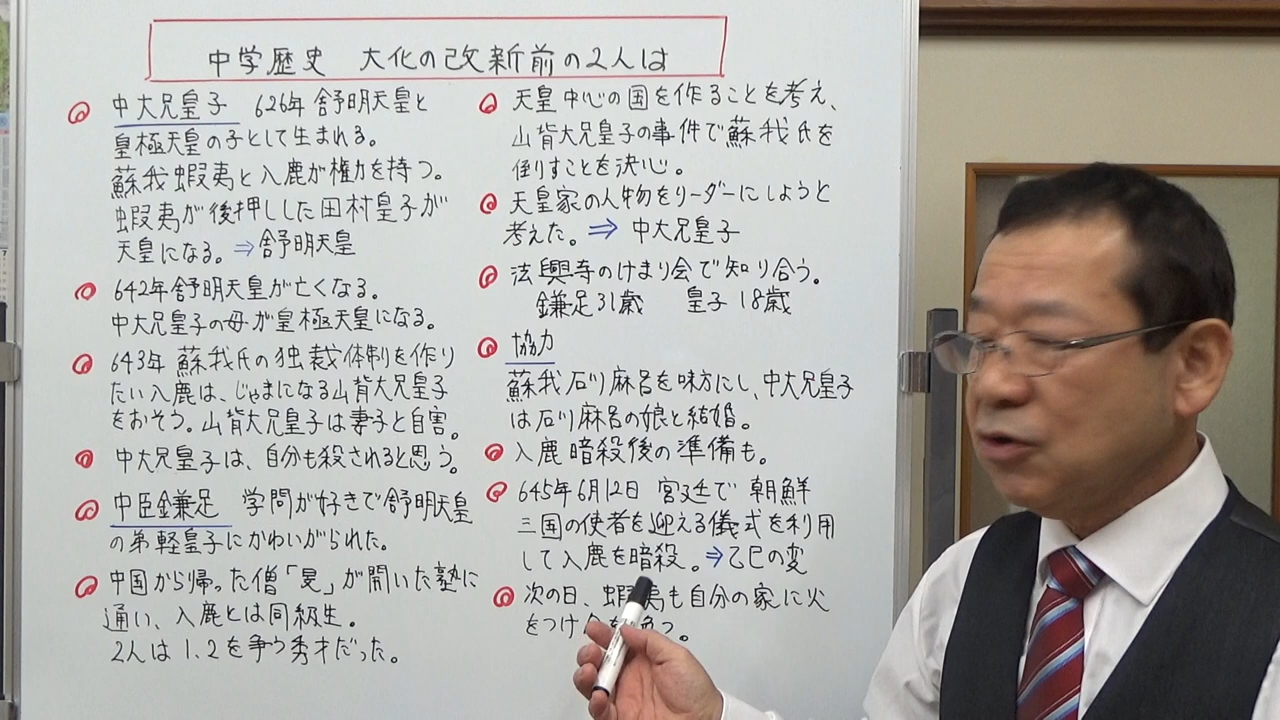 中学歴史 大化の改新前の2人は
中大兄皇子 626年 舒明天皇と
皇極天皇の子として生まれる。
蘇我蝦夷と入鹿が権力を持つ。
蝦夷が後押しした田村皇子が
天皇になる。⇒舒明天皇
642年舒明天皇が亡くなる。
中大兄皇子の母が皇極天皇になる。
643年 蘇我氏の独裁体制を作り
たい入鹿は、じゃまになる山背大兄皇子
をおそう。山背大兄皇子は妻子と自害。
中大兄皇子は、自分も殺されると思う。
中臣鎌足 学問が好きで舒明天皇
の弟軽皇子にかわいがられた。
中国から帰った僧「旻」が開いた塾に
通い、入鹿とは同級生。
2人は1.2を争う秀才だった。
天皇中心の国を作ることを考え、
山背大兄皇子の事件で蘇我氏を
倒すことを決心。
天皇家の人物をリーダーにしようと
考えた。⇒ 中大兄皇子
法興寺のけまり会で知り合う。
鎌足31歳 皇子18歳
協力
蘇我石川麻呂を味方にし、中大兄皇子
は石川麻呂の娘と結婚。
入鹿暗殺後の準備も。
645年6月12日 宮廷で 朝鮮
三国の使者を迎える儀式を利用
して入鹿を暗殺。⇒乙巳の変
次の日、蝦夷も自分の家に火
をつけ